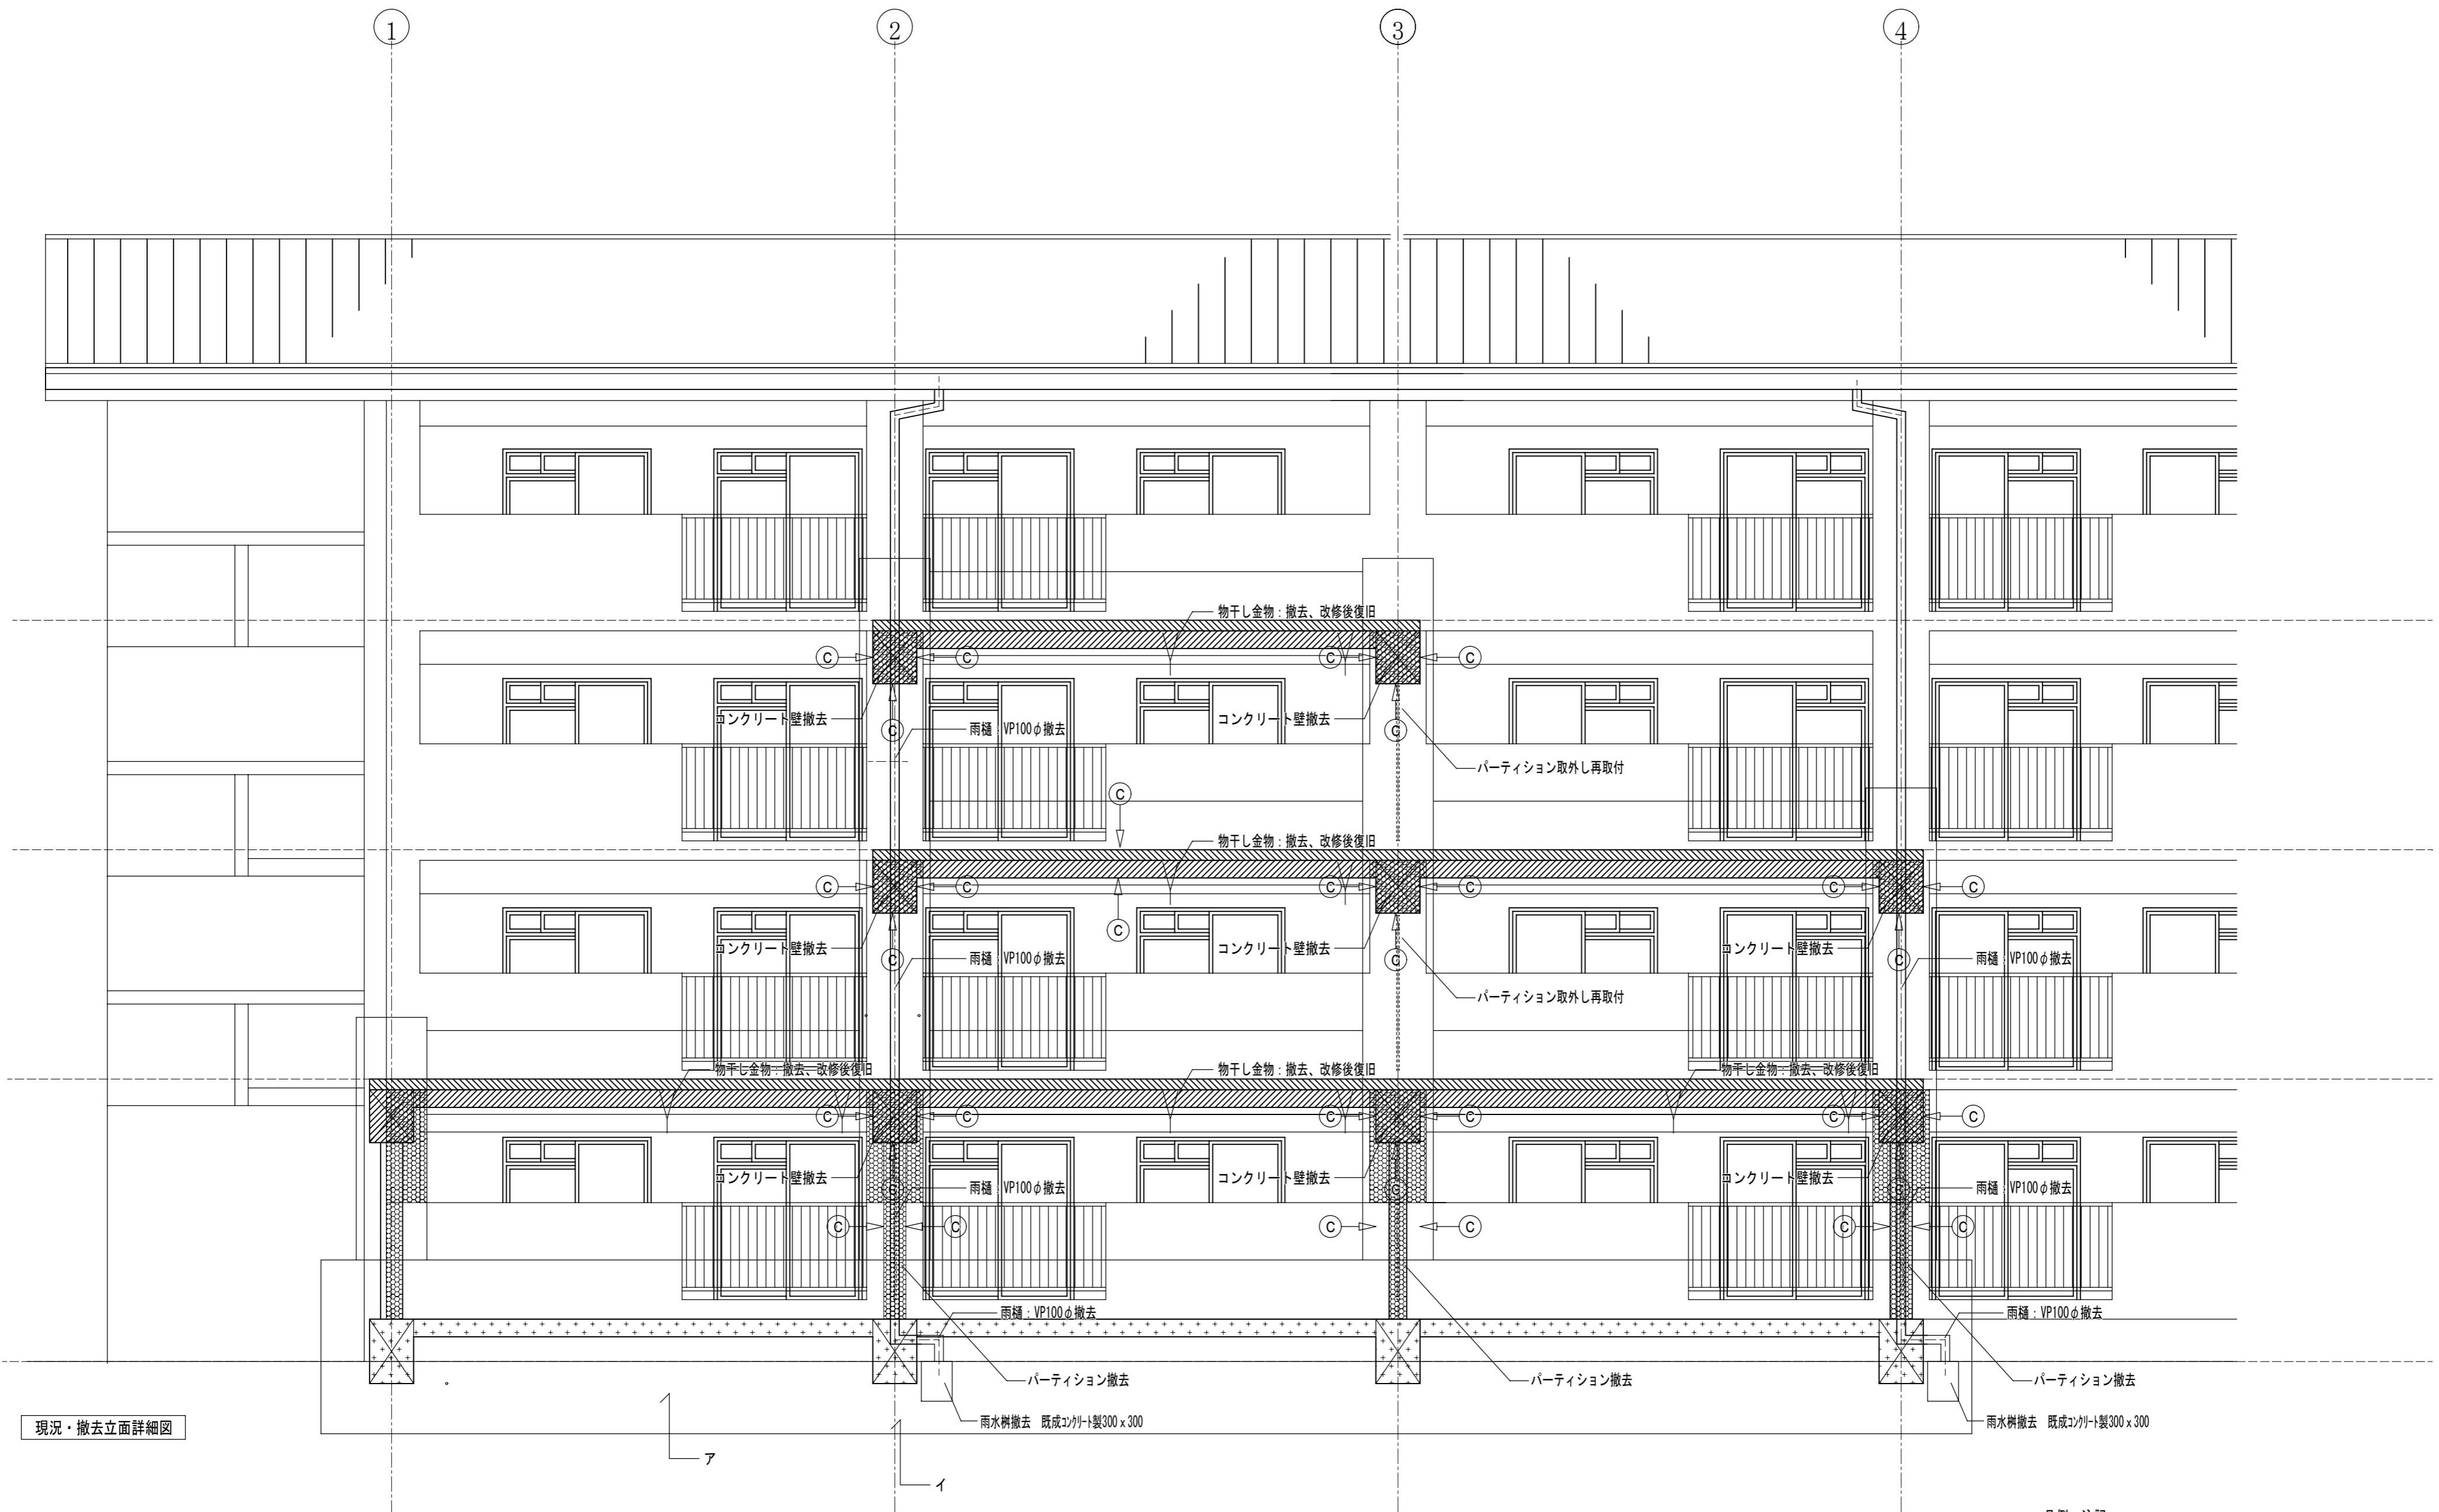 1
2
3
4
物干し金物：撤去、改修後復旧
C
C
C
C
コンクリート壁撤去
C
雨樋：VP100φ撤去
コンクリート壁撤去
C
パーティション取外し再取付
C
物干し金物：撤去、改修後復旧
C
C
C
C
C
C
C
コンクリート壁撤去
C
雨樋：VP100φ撤去
コンクリート壁撤去
C
コンクリート壁撤去
C
雨樋：VP100φ撤去
パーティション取外し再取付
物干し金物：撤去、改修後復旧
物干し金物：撤去、改修後復旧
物干し金物：撤去、改修後復旧
C
C
C
C
C
C
コンクリート壁撤去
C
雨樋：VP100φ撤去
コンクリート壁撤去
C
コンクリート壁撤去
C
雨樋：VP100φ撤去
C
C
C
C
C
C
雨樋：VP100φ撤去
雨樋：VP100φ撤去
パーティション撤去
パーティション撤去
パーティション撤去
雨水桝撤去　既成ｺﾝｸﾘｰﾄ製300ｘ300
雨水桝撤去　既成ｺﾝｸﾘｰﾄ製300ｘ300
現況・撤去立面詳細図
ア
イ